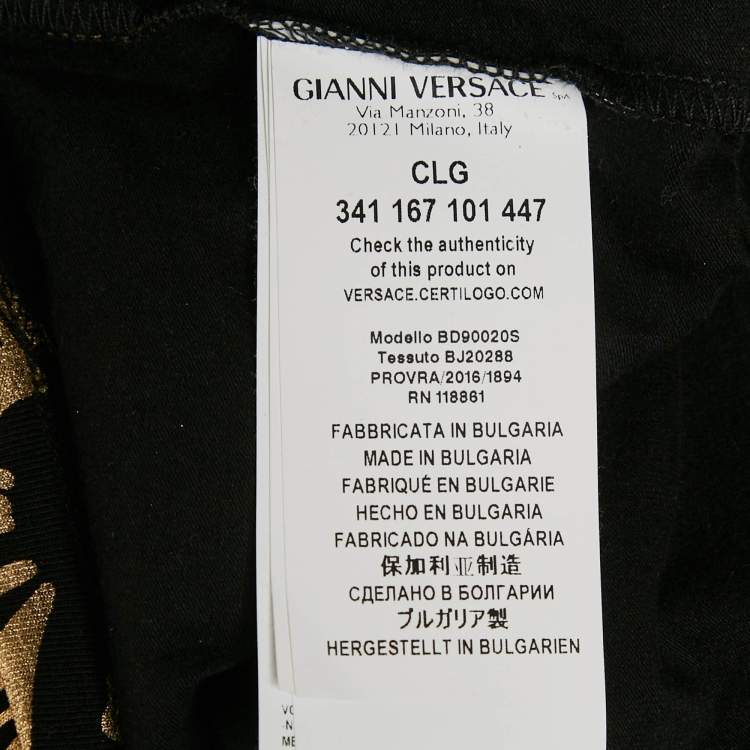 GIANNI VERSACE SpA
Via Manzoni, 38
20121 Milano, Italy
CLG
341 167 101 447
Check the authenticity
of this product on
VERSACE.CERTILOGO.COM
Modello BD90020S
Tessuto BJ20288
PROVRA/2016/1894
RN 118861
FABBRICATA IN BULGARIA
MADE IN BULGARIA
FABRIQUÉ EN BULGARIE
HECHO EN BULGARIA
FABRICADO NA BULGÁRIA
保加利亚制造
СДЕЛАНО В БОЛГАРИИ
ブルガリア製
HERGESTELLT IN BULGARIEN